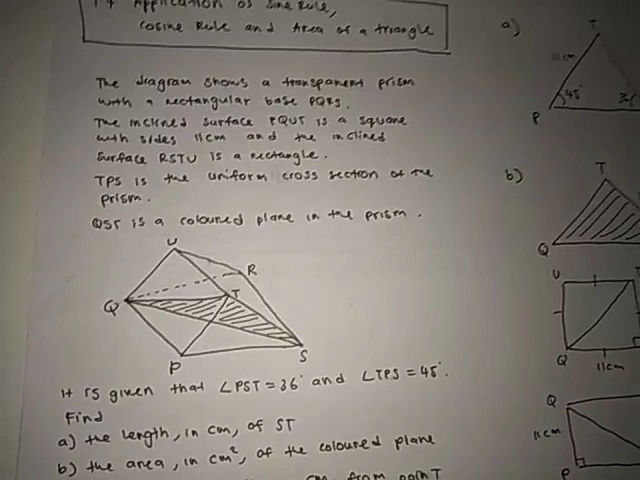 Application of Sine Rule,
Cosine Rule and Area of a triangle
The diagram shows a transparent prism
with a rectangular base PQRS.
The inclined surface PQUT is a square
with sides 11cm and the inclined
surface RSTU is a rectangle.
TPS is the uniform cross section of the
prism.
QST is a coloured plane in the prism.
U
R
Q
T
P
S
It is given that ∠PST = 36° and ∠TPS = 45°.
Find
a) the length, in cm, of ST
b) the area, in cm², of the coloured plane
cm from point T
a)
T
11cm
45°
36°
P
b)
T
Q
U
T
Q
11cm
Q
11cm
P